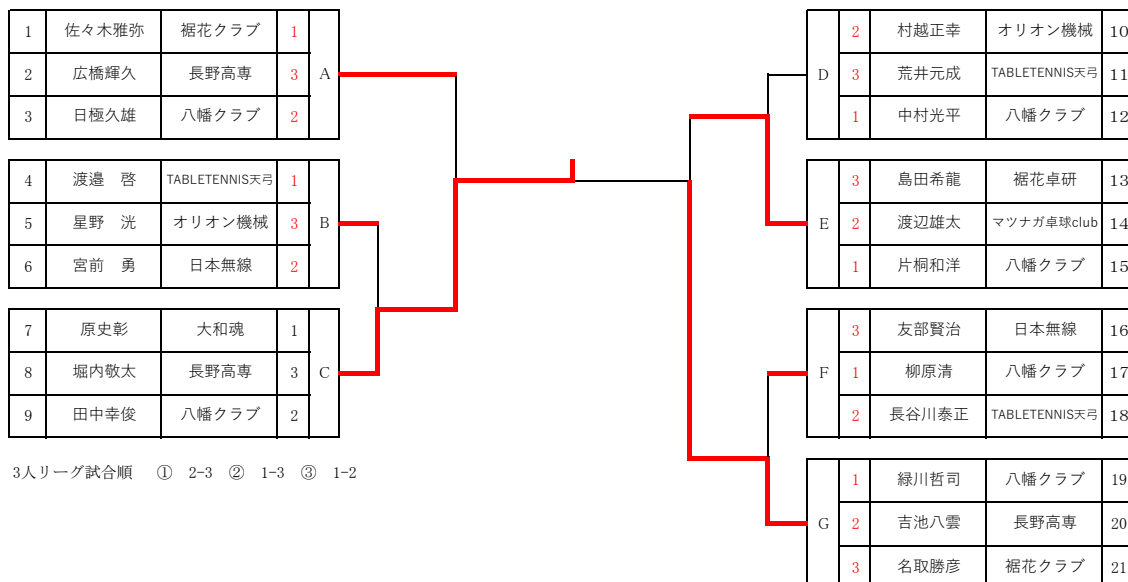 1 佐々木雅弥 裾花クラブ 1
2 広橋輝久 長野高専 3 A
3 日極久雄 八幡クラブ 2
4 渡邉　啓 TABLETENNIS天弓 1
5 星野　洸 オリオン機械 3 B
6 宮前　勇 日本無線 2
7 原史彰 大和魂 1
8 堀内敬太 長野高専 3 C
9 田中幸俊 八幡クラブ 2
3人リーグ試合順　①　2-3　②　1-3　③　1-2
2 村越正幸 オリオン機械 10
D 3 荒井元成 TABLETENNIS天弓 11
1 中村光平 八幡クラブ 12
3 島田希龍 裾花卓研 13
E 2 渡辺雄太 マツナガ卓球club 14
1 片桐和洋 八幡クラブ 15
3 友部賢治 日本無線 16
F 1 柳原清 八幡クラブ 17
2 長谷川泰正 TABLETENNIS天弓 18
1 緑川哲司 八幡クラブ 19
G 2 吉池八雲 長野高専 20
3 名取勝彦 裾花クラブ 21